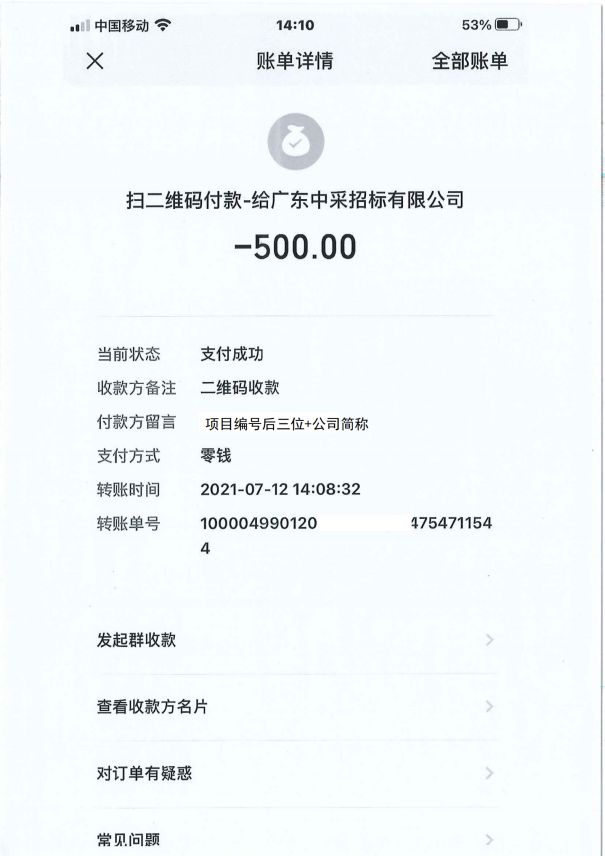 中国移动 14:10 53%
账单详情 全部账单
扫二维码付款-给广东中采招标有限公司
-500.00
当前状态 支付成功
收款方备注 二维码收款
付款方留言 项目编号后三位+公司简称
支付方式 零钱
转账时间 2021-07-12 14:08:32
转账单号 100004990120 475471154
4
发起群收款
查看收款方名片
对订单有疑惑
常见问题